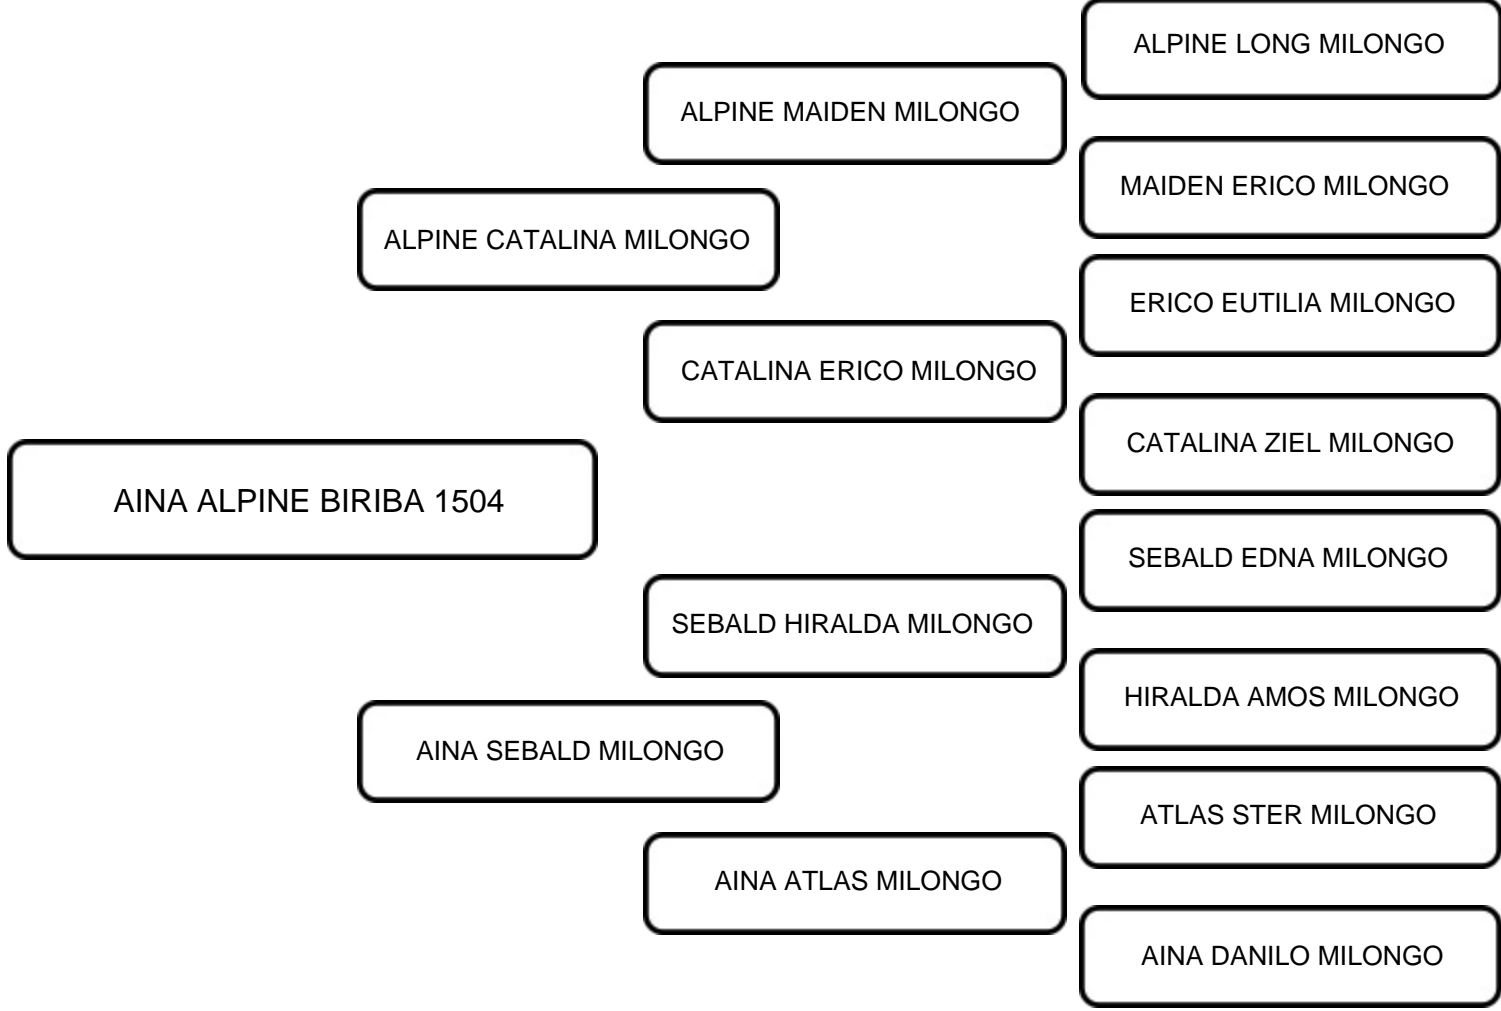 ALPINE LONG MILONGO
ALPINE MAIDEN MILONGO
MAIDEN ERICO MILONGO
ALPINE CATALINA MILONGO
ERICO EUTILIA MILONGO
CATALINA ERICO MILONGO
CATALINA ZIEL MILONGO
AINA ALPINE BIRIBA 1504
SEBALD EDNA MILONGO
SEBALD HIRALDA MILONGO
HIRALDA AMOS MILONGO
AINA SEBALD MILONGO
ATLAS STER MILONGO
AINA ATLAS MILONGO
AINA DANILO MILONGO